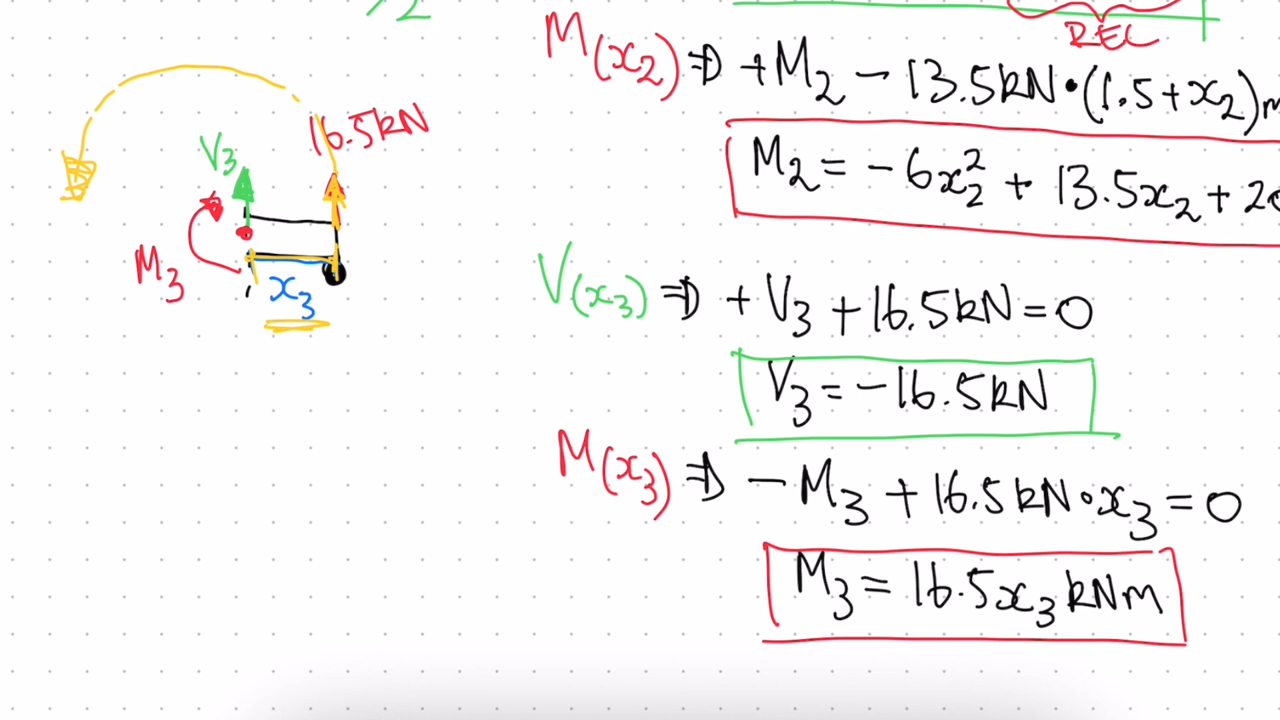 REC
M(x₂) ⇒ +M₂ − 13.5kN•(1.5+x₂)m
M₂ = −6x₂² + 13.5x₂ + 20
16.5kN
V₃
M₃
x₃
V(x₃) ⇒ +V₃ + 16.5kN = 0
V₃ = −16.5kN
M(x₃) ⇒ −M₃ + 16.5kN•x₃ = 0
M₃ = 16.5x₃ kNm